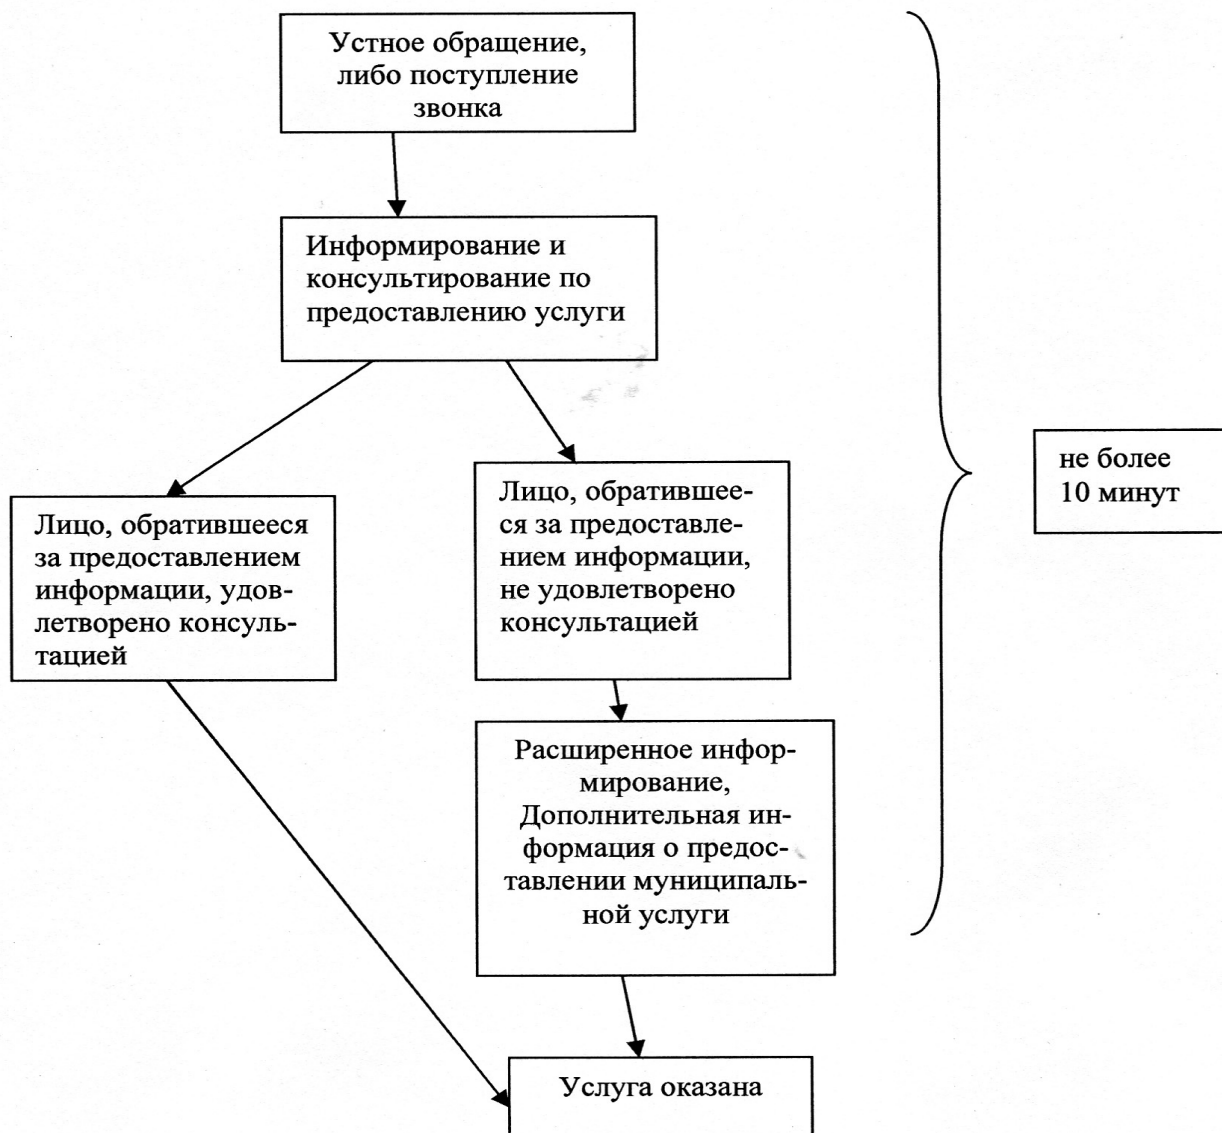 Устное обращение,
либо поступление
звонка
Информирование и
консультирование по
предоставлению услуги
Лицо, обратившееся
за предоставлением
информации, удов-
летворено консуль-
тацией
Лицо, обратившее-
ся за предоставле-
нием информации,
не удовлетворено
консультацией
не более
10 минут
Расширенное инфор-
мирование,
Дополнительная ин-
формация о предос-
тавлении муниципаль-
ной услуги
Услуга оказана